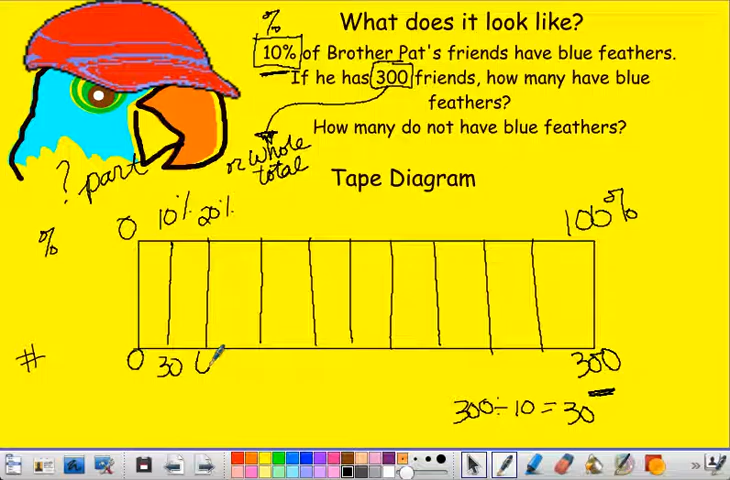 What does it look like?
%
10% of Brother Pat's friends have blue feathers.
If he has 300 friends, how many have blue
feathers?
How many do not have blue feathers?
or whole
total
? part
Tape Diagram
0 10% 20% 100%
%
#
0 30 300
300 ÷ 10 = 30